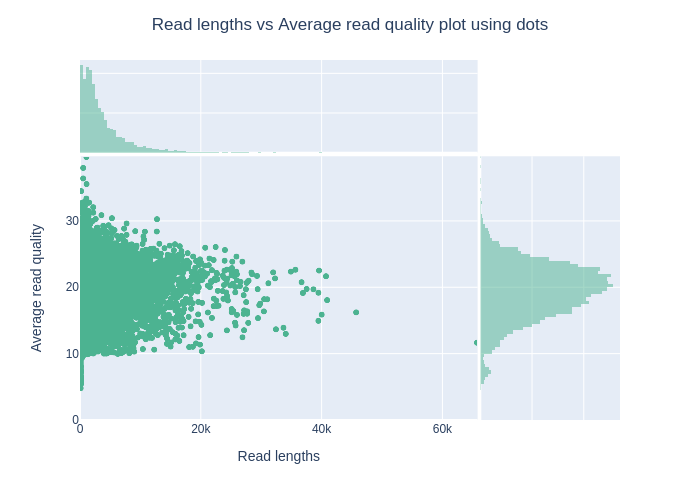 Read lengths vs Average read quality plot using dots
Average read quality
30
20
10
0
0 20k 40k 60k
Read lengths